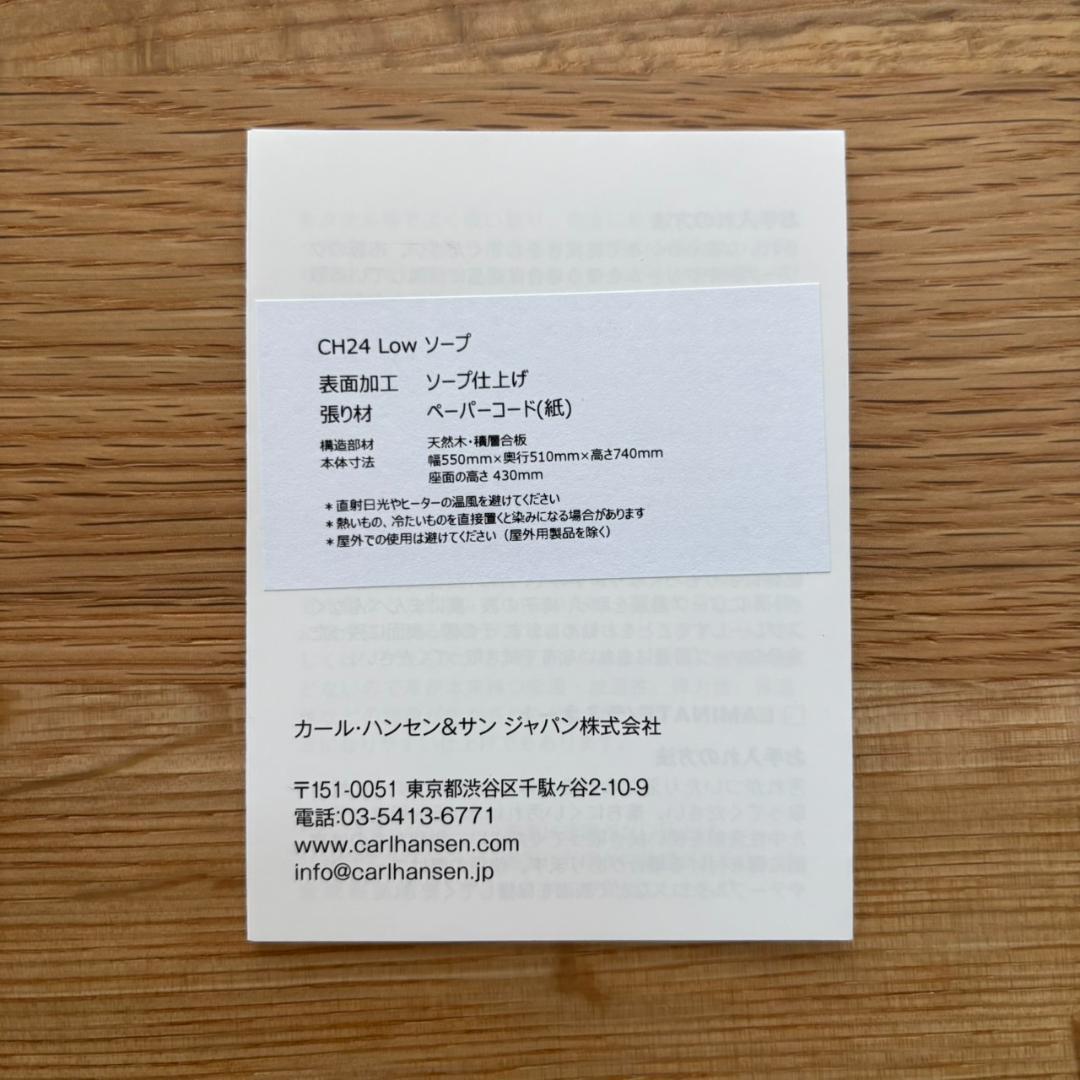 CH24 Low ソープ
表面加工 ソープ仕上げ
張り材 ペーパーコード(紙)
構造部材 天然木・積層合板
本体寸法 幅550mm×奥行510mm×高さ740mm
座面の高さ 430mm
＊直射日光やヒーターの温風を避けてください
＊熱いもの、冷たいものを直接置くと染みになる場合があります
＊屋外での使用は避けてください（屋外用製品を除く）
カール・ハンセン&サン ジャパン株式会社
〒151-0051 東京都渋谷区千駄ヶ谷2-10-9
電話:03-5413-6771
www.carlhansen.com
info@carlhansen.jp